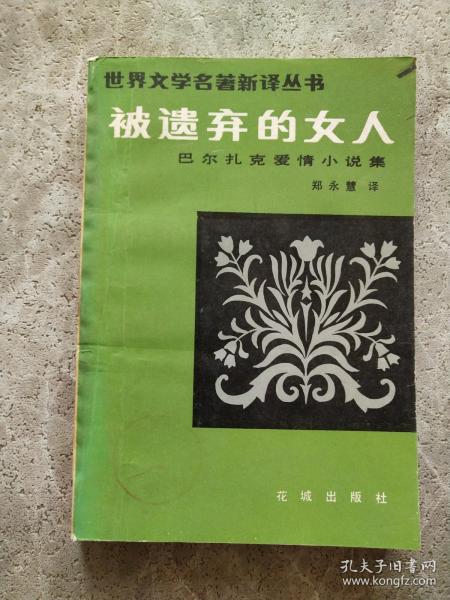 世界文学名著新译丛书
被遗弃的女人
巴尔扎克爱情小说集
郑永慧 译
花城出版社
孔夫子旧书网
www.kongfz.com